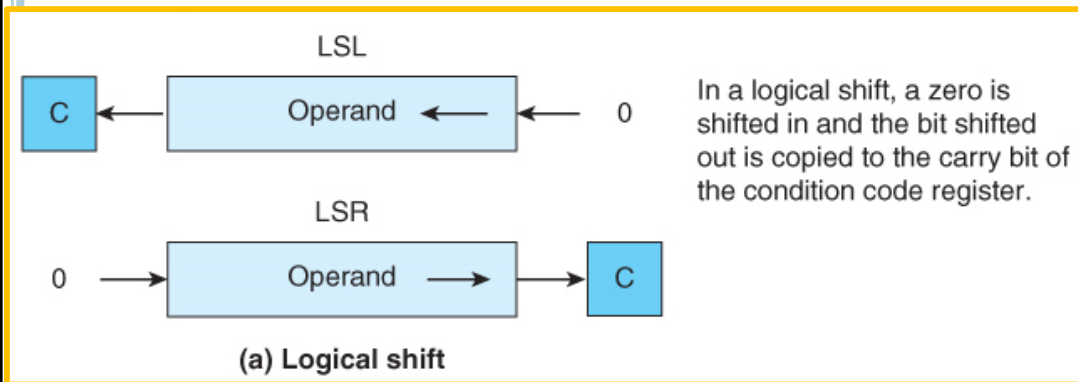 LSL
C
Operand
0
In a logical shift, a zero is
shifted in and the bit shifted
out is copied to the carry bit of
the condition code register.
LSR
0
Operand
C
(a) Logical shift